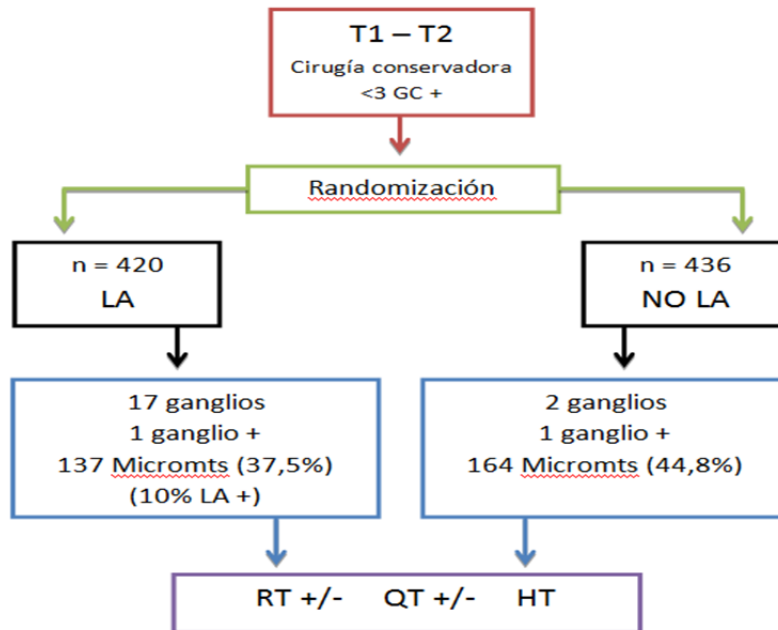 T1 – T2
Cirugía conservadora
<3 GC +
Randomización
n = 420
LA
n = 436
NO LA
17 ganglios
1 ganglio +
137 Micromts (37,5%)
(10% LA +)
2 ganglios
1 ganglio +
164 Micromts (44,8%)
RT +/- QT +/- HT